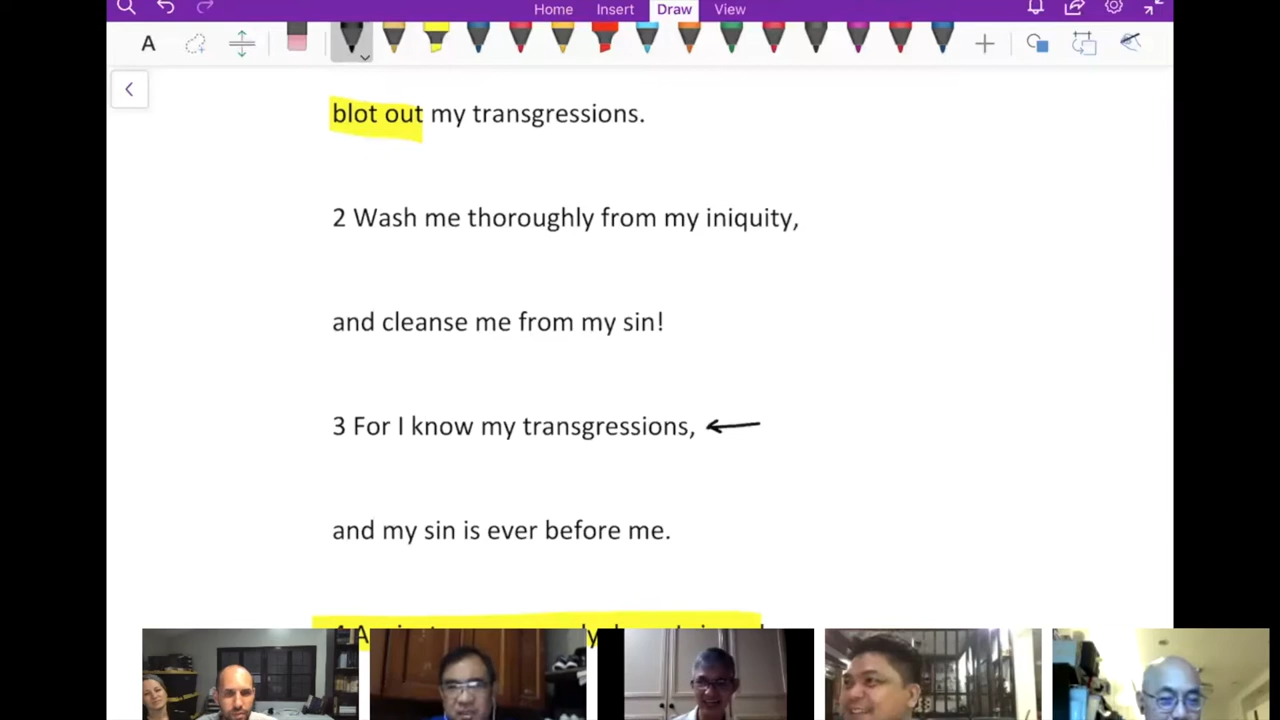 Home Insert Draw View
A
blot out my transgressions.
2 Wash me thoroughly from my iniquity,
and cleanse me from my sin!
3 For I know my transgressions,
and my sin is ever before me.